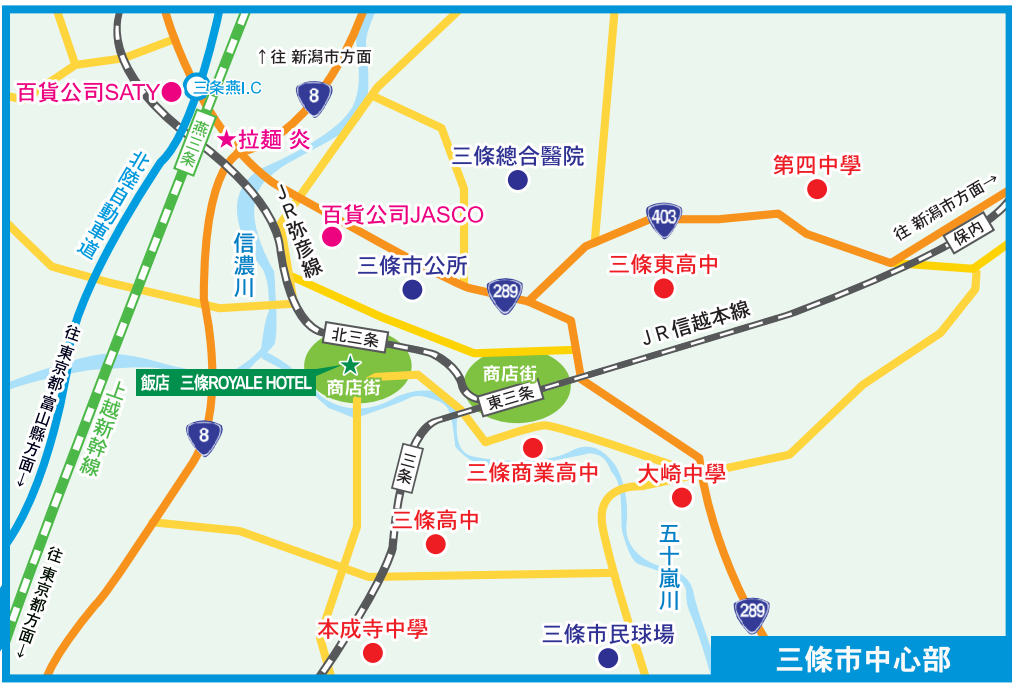 ↑往 新潟市方面
百貨公司SATY
三条燕I.C
8
燕三条
★拉麵 炎
三條總合醫院
第四中學
北陸自動車道
JR弥彦線
百貨公司JASCO
403
往 新潟市方面→
保内
信濃川
三條市公所
三條東高中
289
JR信越本線
北三条
往 東京都・富山縣方面→
飯店 三條ROYALE HOTEL
商店街
商店街
東三条
上越新幹線
8
三条
三條商業高中
大崎中學
三條高中
五十嵐川
往 東京都方面→
289
本成寺中學
三條市民球場
三條市中心部